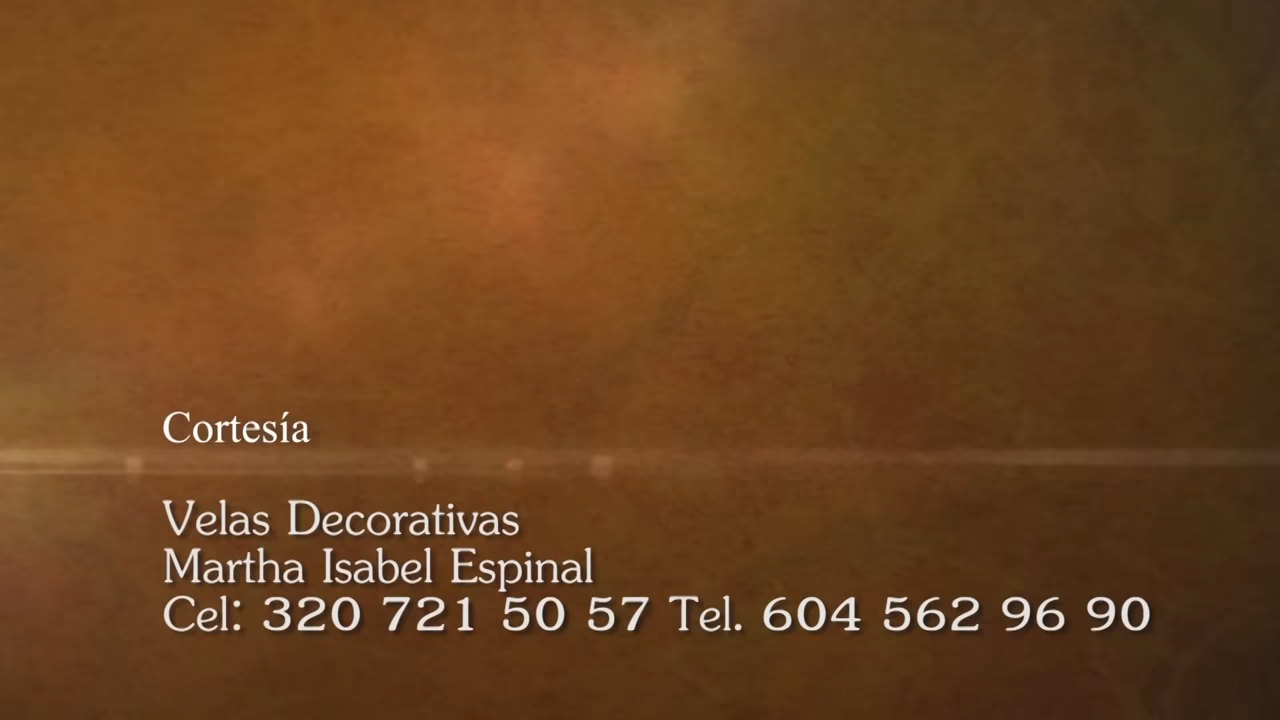 Cortesía
Velas Decorativas
Martha Isabel Espinal
Cel: 320 721 50 57 Tel. 604 562 96 90